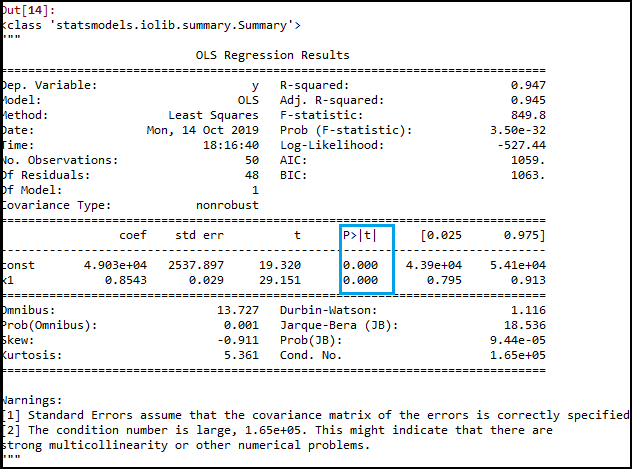 Out[14]:
<class 'statsmodels.iolib.summary.Summary'>
"""
                            OLS Regression Results
==============================================================================
Dep. Variable:                      y   R-squared:                       0.947
Model:                            OLS   Adj. R-squared:                  0.945
Method:                 Least Squares   F-statistic:                     849.8
Date:                Mon, 14 Oct 2019   Prob (F-statistic):           3.50e-32
Time:                        18:16:40   Log-Likelihood:                -527.44
No. Observations:                  50   AIC:                             1059.
Df Residuals:                      48   BIC:                             1063.
Df Model:                           1
Covariance Type:            nonrobust
==============================================================================
                 coef    std err          t      P>|t|      [0.025      0.975]
------------------------------------------------------------------------------
const       4.903e+04   2537.897     19.320      0.000    4.39e+04    5.41e+04
x1             0.8543      0.029     29.151      0.000       0.795       0.913
==============================================================================
Omnibus:                       13.727   Durbin-Watson:                   1.116
Prob(Omnibus):                  0.001   Jarque-Bera (JB):               18.536
Skew:                          -0.911   Prob(JB):                     9.44e-05
Kurtosis:                       5.361   Cond. No.                     1.65e+05
==============================================================================
Warnings:
[1] Standard Errors assume that the covariance matrix of the errors is correctly specified
[2] The condition number is large, 1.65e+05. This might indicate that there are
strong multicollinearity or other numerical problems.
"""